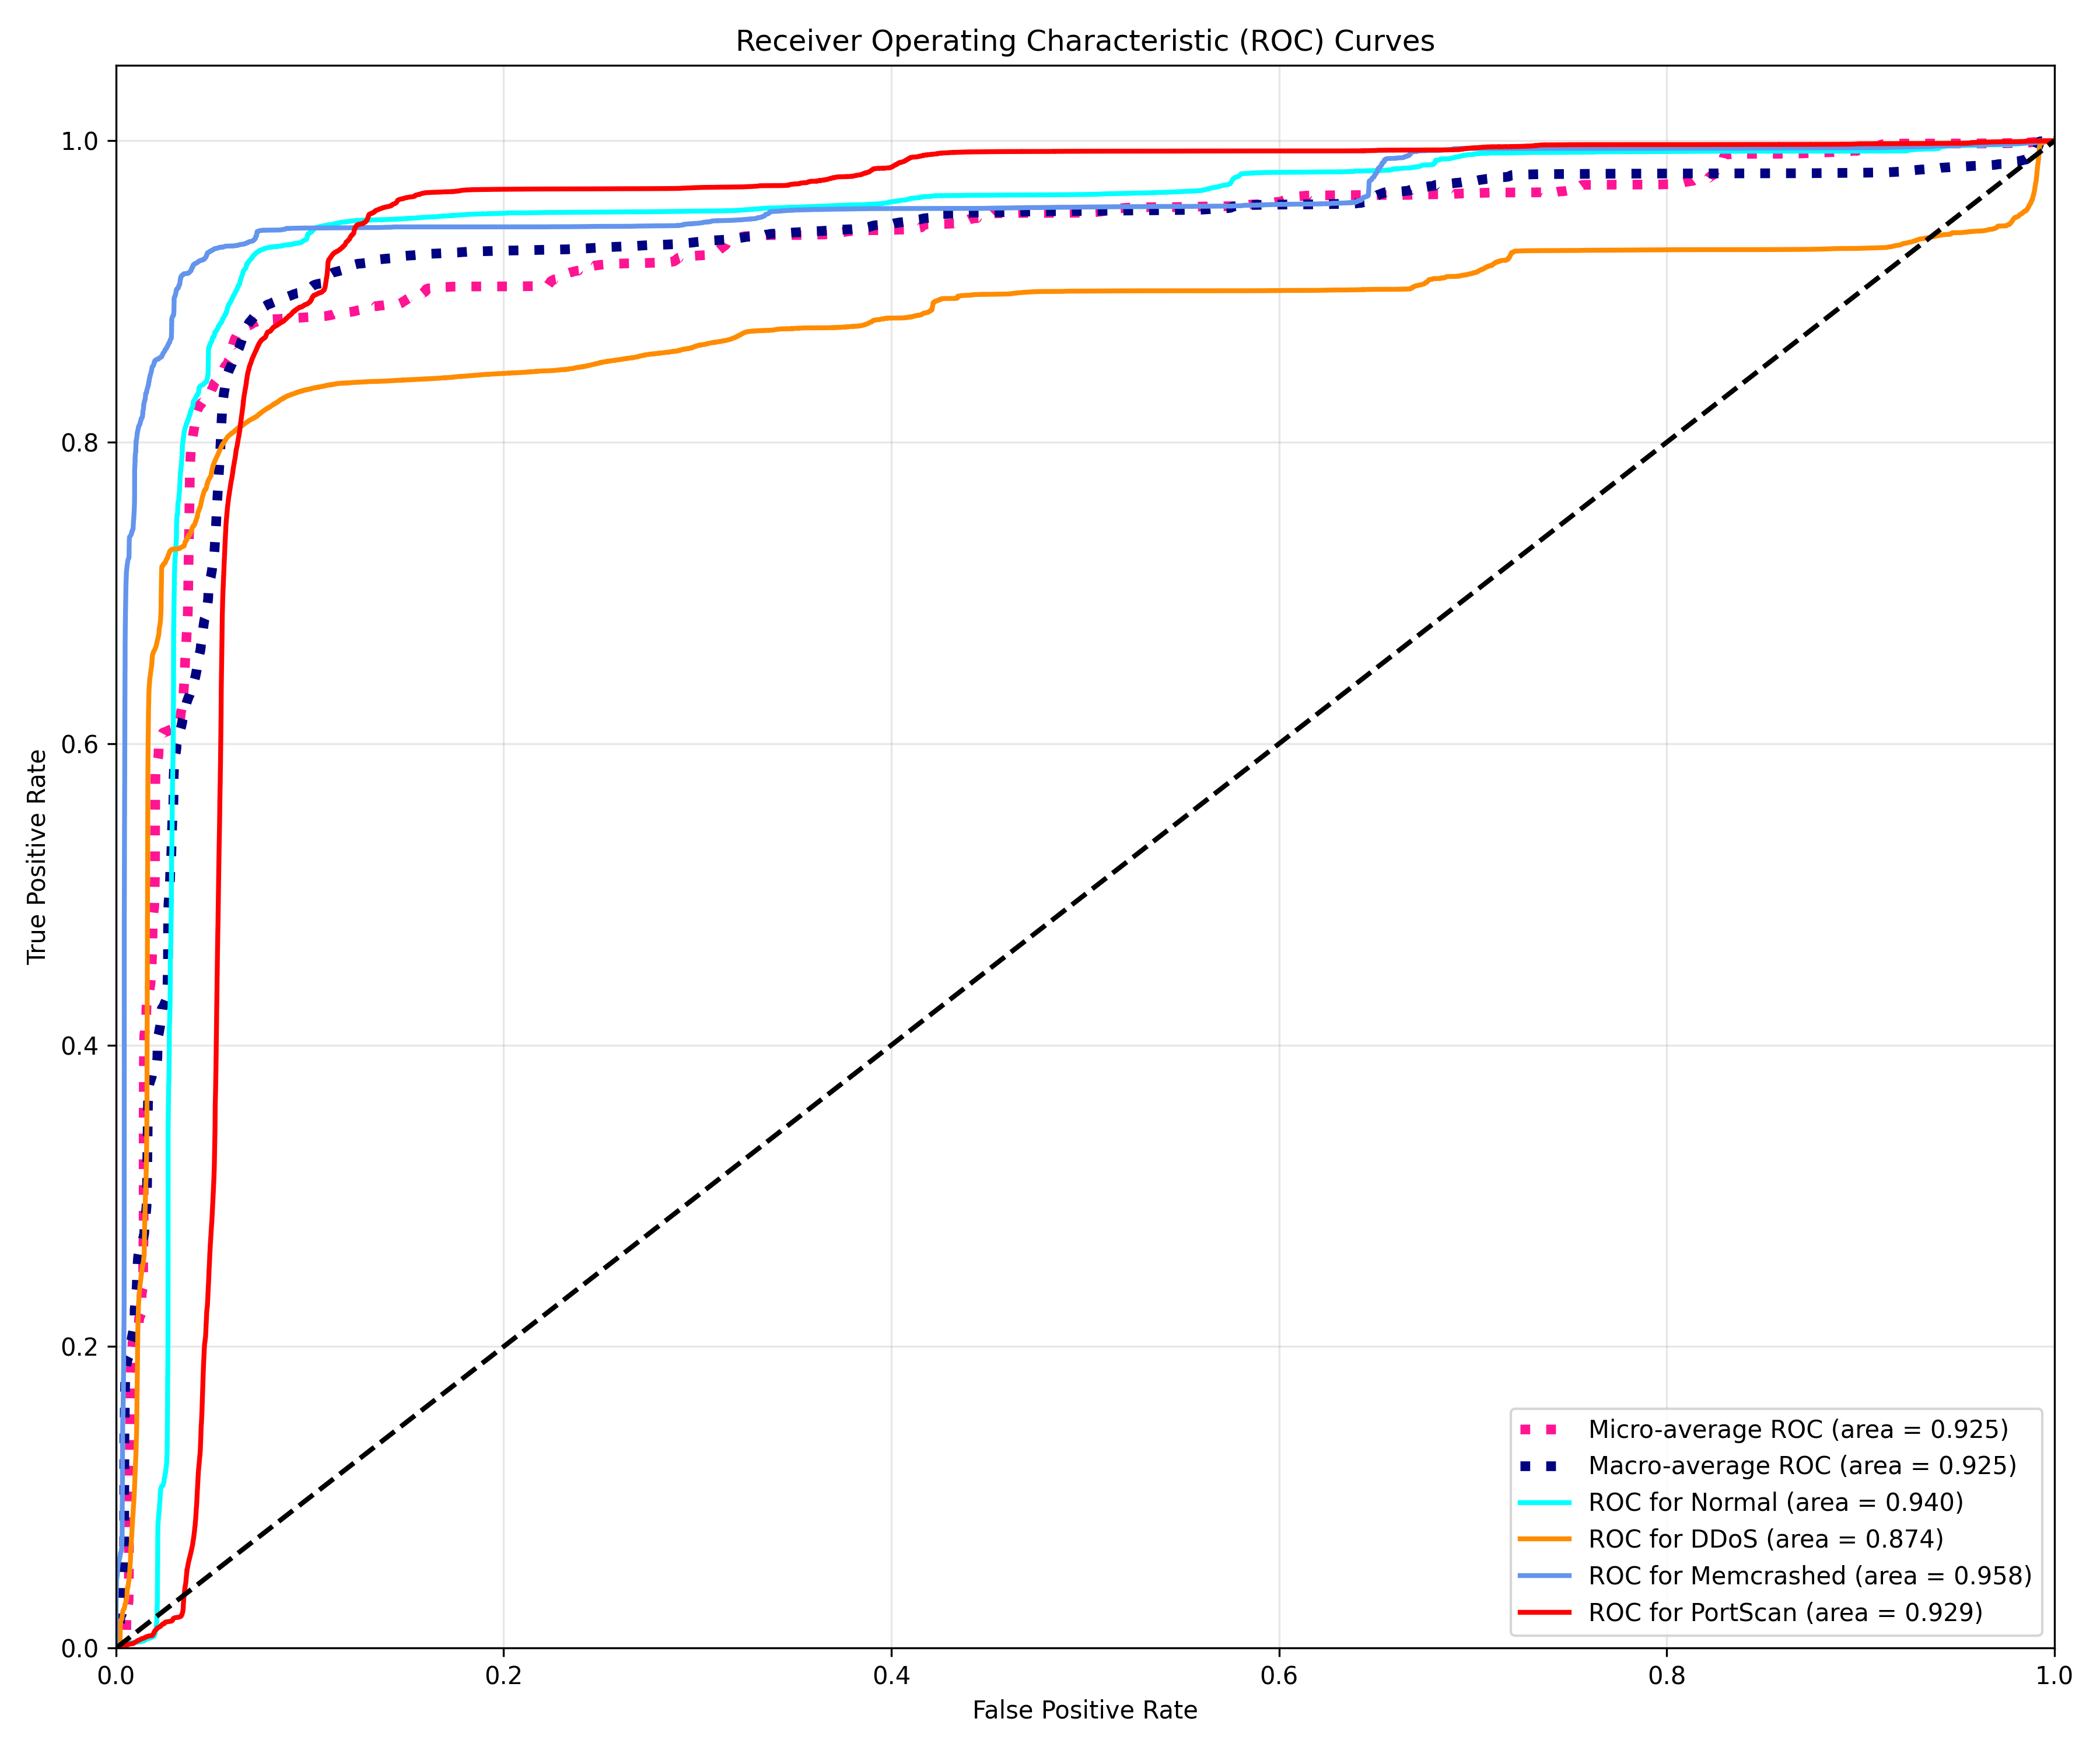 Receiver Operating Characteristic (ROC) Curves
1.0
0.8
0.6
0.4
0.2
0.0
True Positive Rate
0.0 0.2 0.4 0.6 0.8 1.0
False Positive Rate
Micro-average ROC (area = 0.925)
Macro-average ROC (area = 0.925)
ROC for Normal (area = 0.940)
ROC for DDoS (area = 0.874)
ROC for Memcrashed (area = 0.958)
ROC for PortScan (area = 0.929)